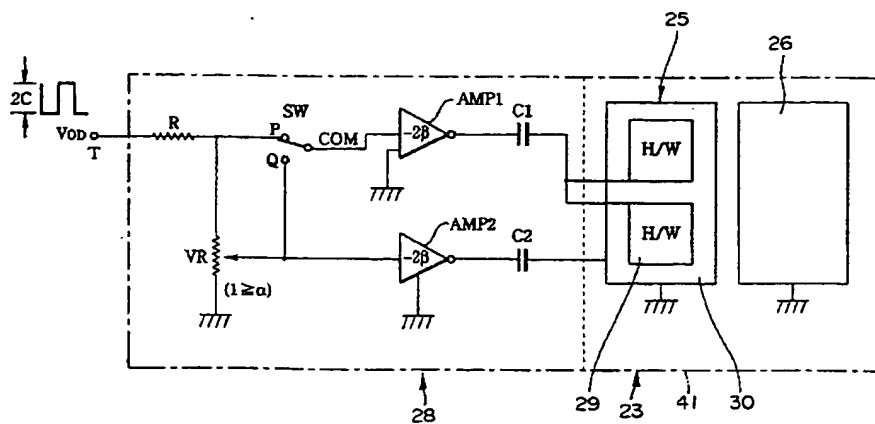 25
26
2C
VOD
T
R
SW
P
COM
Q
AMP1
-2β
C1
H/W
VR
(1≧α)
AMP2
-2β
C2
H/W
28
29
23
41
30